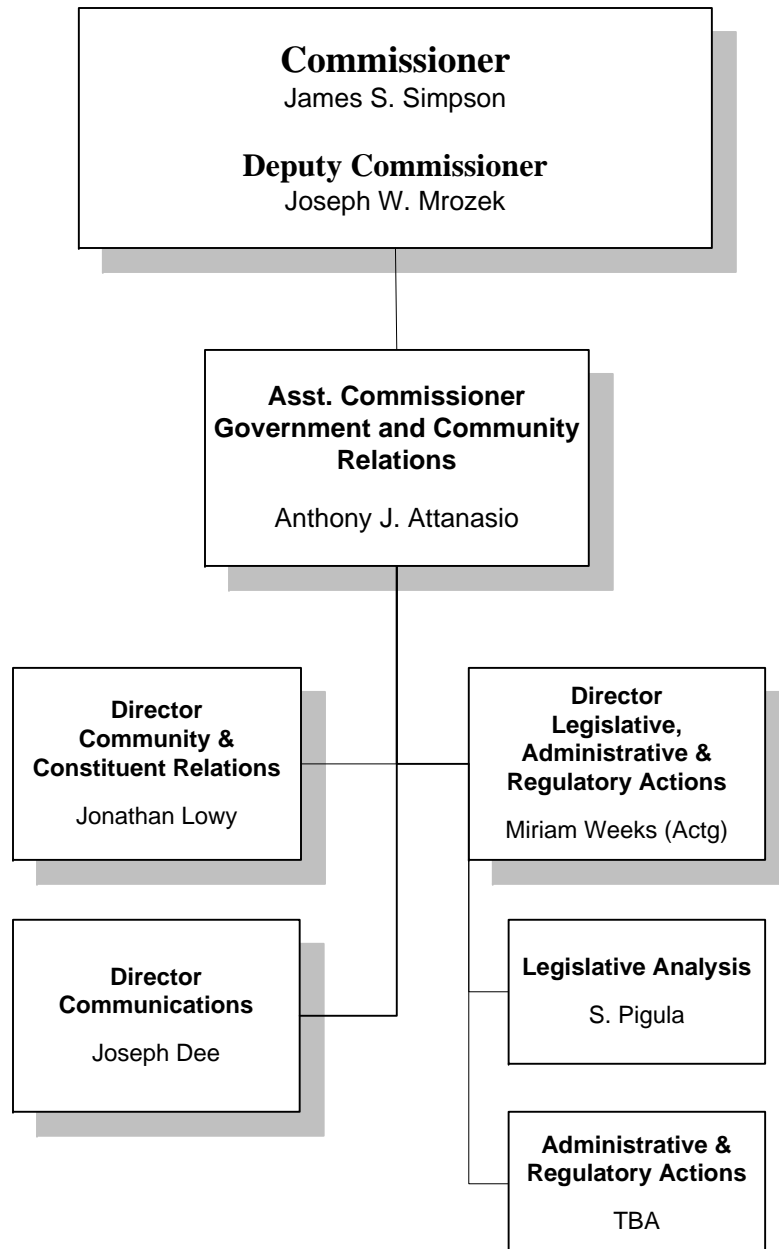 Commissioner
James S. Simpson
Deputy Commissioner
Joseph W. Mrozek
Asst. Commissioner
Government and Community
Relations
Anthony J. Attanasio
Director
Community &
Constituent Relations
Jonathan Lowy
Director
Legislative,
Administrative &
Regulatory Actions
Miriam Weeks (Actg)
Director
Communications
Joseph Dee
Legislative Analysis
S. Pigula
Administrative &
Regulatory Actions
TBA